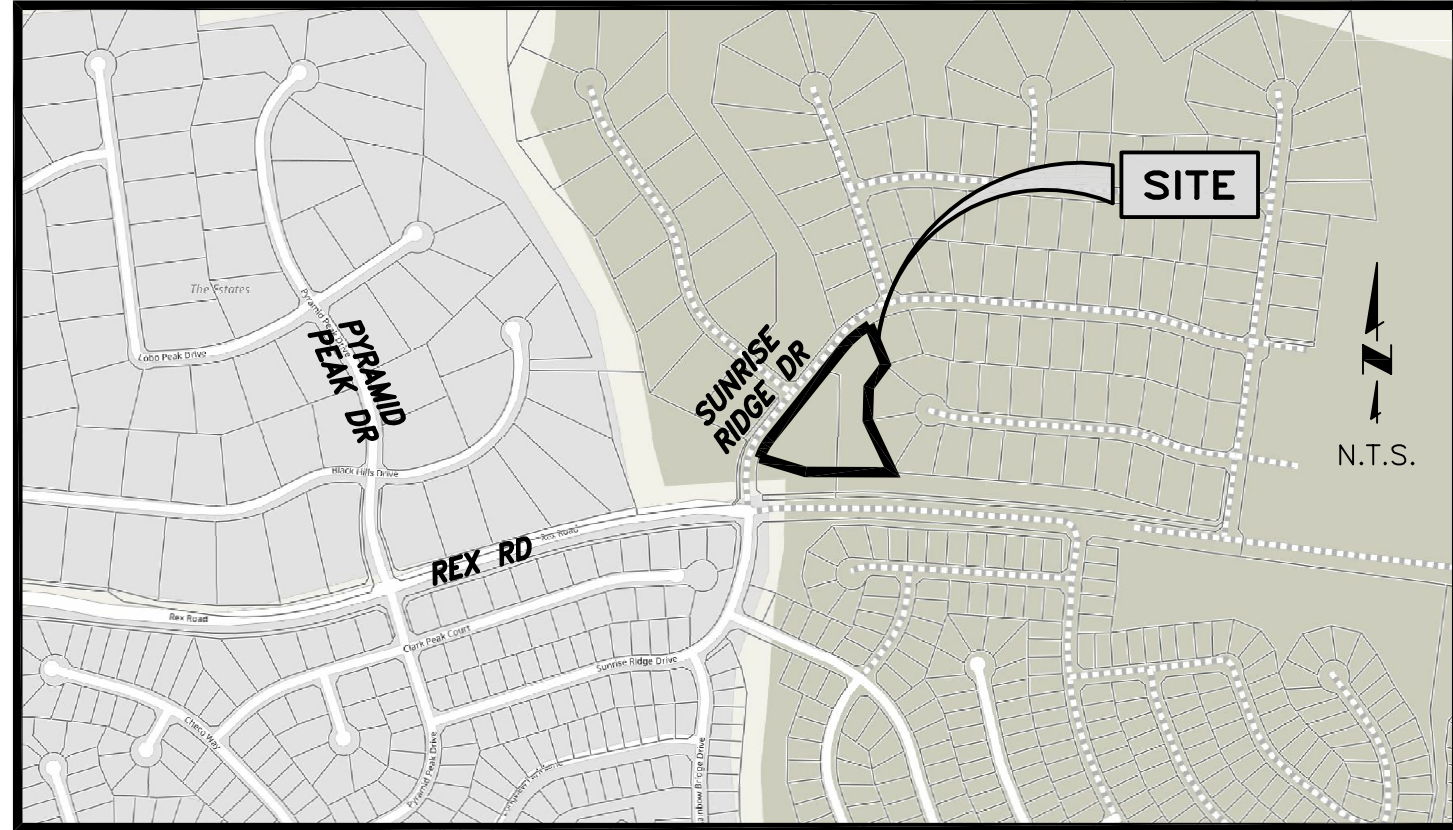 SITE
The Estates
Pyramid Peak Drive
Lobo Peak Drive
PYRAMID
PEAK DR
SUNRISE
RIDGE DR
N.T.S.
Black Hills Drive
Rex Road
REX RD
Rex Road
Clark Peak Court
Sunrise Ridge Drive
Checo Way
Pyramid Peak Drive
inbow Bridge Drive